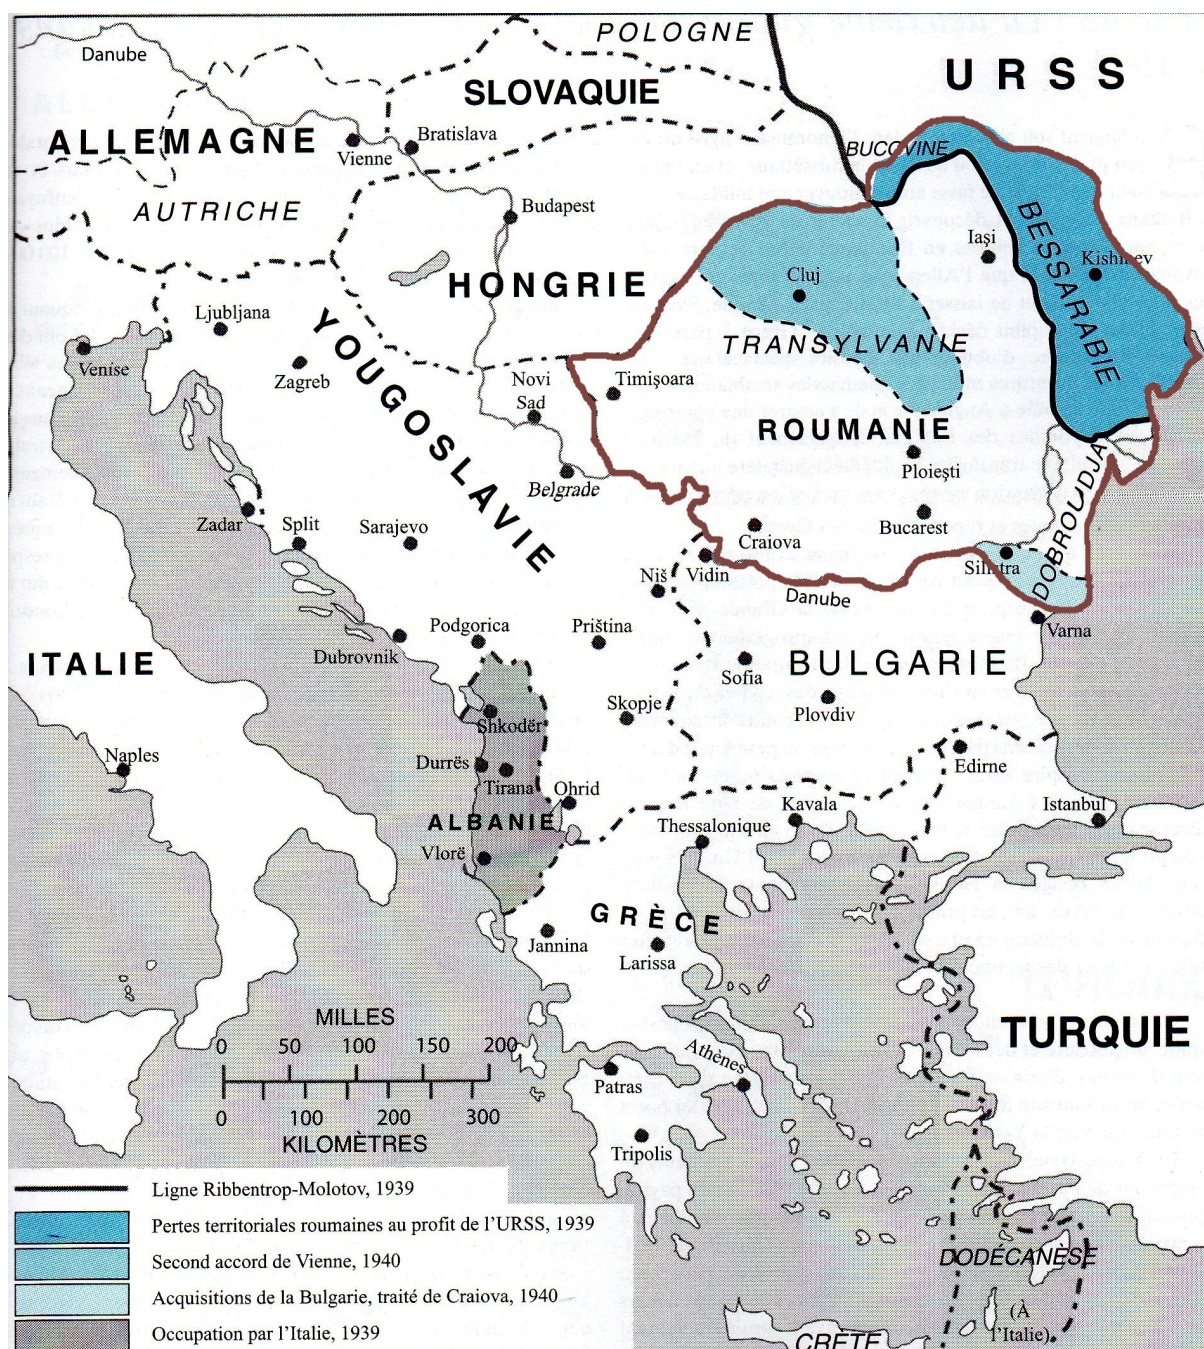 POLOGNE
URSS
Danube
SLOVAQUIE
ALLEMAGNE
Bratislava
Vienne
BUCOVINE
AUTRICHE
Budapest
Iaşi
BESSARABIE
Kishinev
Cluj
HONGRIE
Ljubljana
YOUGOSLAVIE
TRANSYLVANIE
Venise
Zagreb
Novi
Sad
Timişoara
ROUMANIE
Ploieşti
Belgrade
DOBROUDJA
Zadar
Split
Sarajevo
Craiova
Bucarest
Silistra
Niš
Vidin
Danube
Podgorica
Priština
Varna
Dubrovnik
ITALIE
BULGARIE
Sofia
Skopje
Plovdiv
Shkodër
Naples
Durrës
Tirana
Ohrid
Edirne
Kavala
Istanbul
ALBANIE
Thessalonique
Vlorë
GRÈCE
Jannina
Larissa
MILLES
0 50 100 150 200
TURQUIE
Athènes
Patras
0 100 200 300
KILOMÈTRES
Tripolis
Ligne Ribbentrop-Molotov, 1939
Pertes territoriales roumaines au profit de l'URSS, 1939
Second accord de Vienne, 1940
Acquisitions de la Bulgarie, traité de Craiova, 1940
Occupation par l'Italie, 1939
DODÉCANÈSE
(À
l'Italie)
CRÈTE